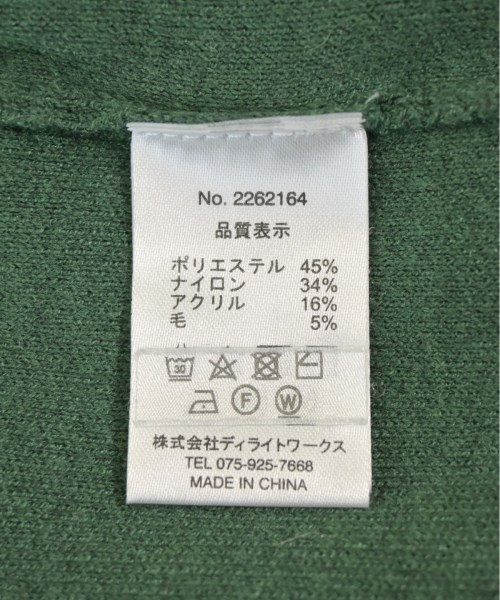 No. 2262164
品質表示
ポリエステル 45%
ナイロン 34%
アクリル 16%
毛 5%
30
F
W
株式会社ディライトワークス
TEL 075-925-7668
MADE IN CHINA